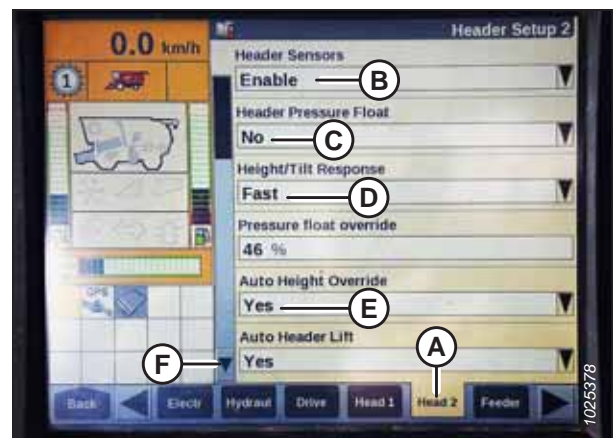 0.0 km/h
Header Setup 2
1
Header Sensors
Enable
B
Header Pressure Float
No
C
Height/Tilt Response
Fast
D
Pressure float override
46 %
Auto Height Override
Yes
E
GPS
Auto Header Lift
Yes
F
A
Back
Electr
Hydraul
Drive
Head 1
Head 2
Feeder
1025378